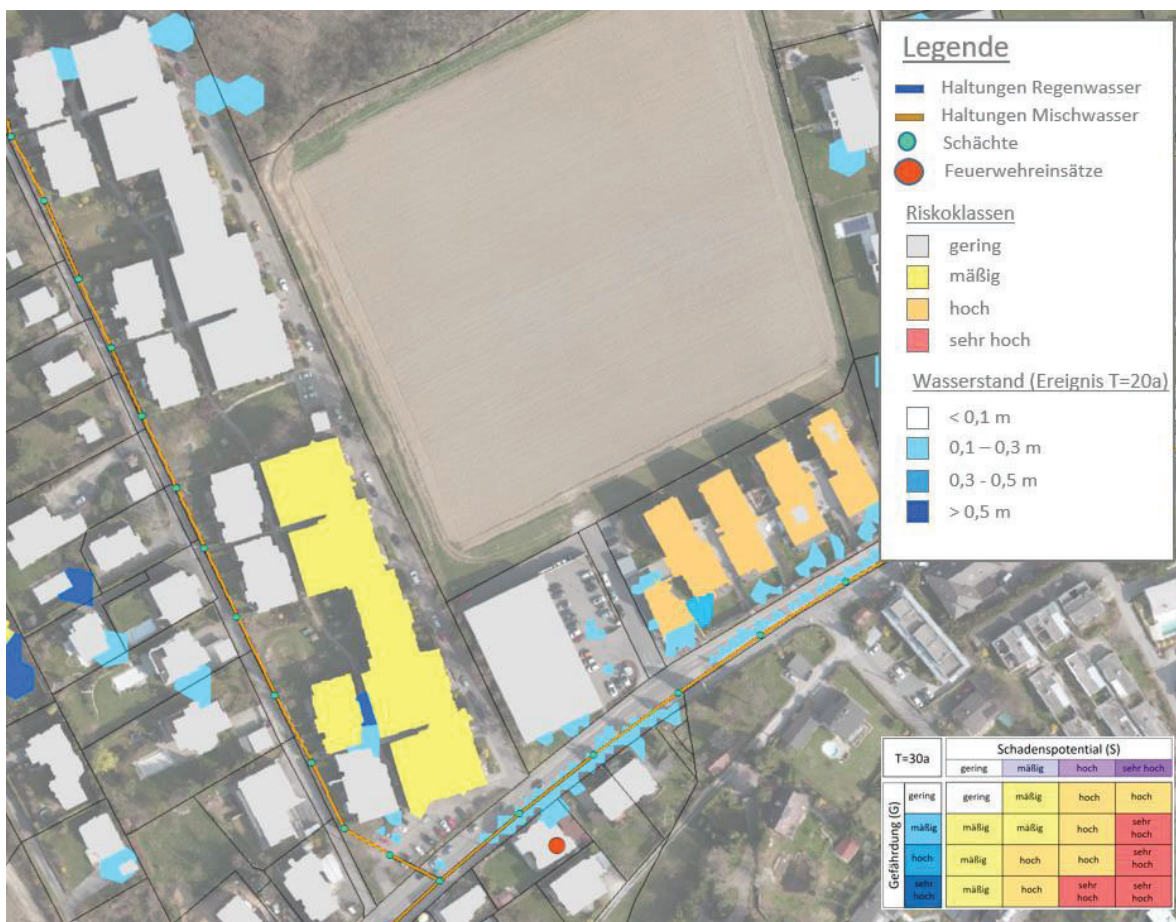 Legende
Haltungen Regenwasser
Haltungen Mischwasser
Schächte
Feuerwehreinsätze
Riskoklassen
gering
mäßig
hoch
sehr hoch
Wasserstand (Ereignis T=20a)
< 0,1 m
0,1 – 0,3 m
0,3 - 0,5 m
> 0,5 m
T=30a
Schadenspotential (S)
gering mäßig hoch sehr hoch
Gefährdung (G)
gering gering mäßig hoch hoch
mäßig mäßig mäßig hoch sehr hoch
hoch mäßig hoch hoch sehr hoch
sehr hoch mäßig hoch sehr hoch sehr hoch